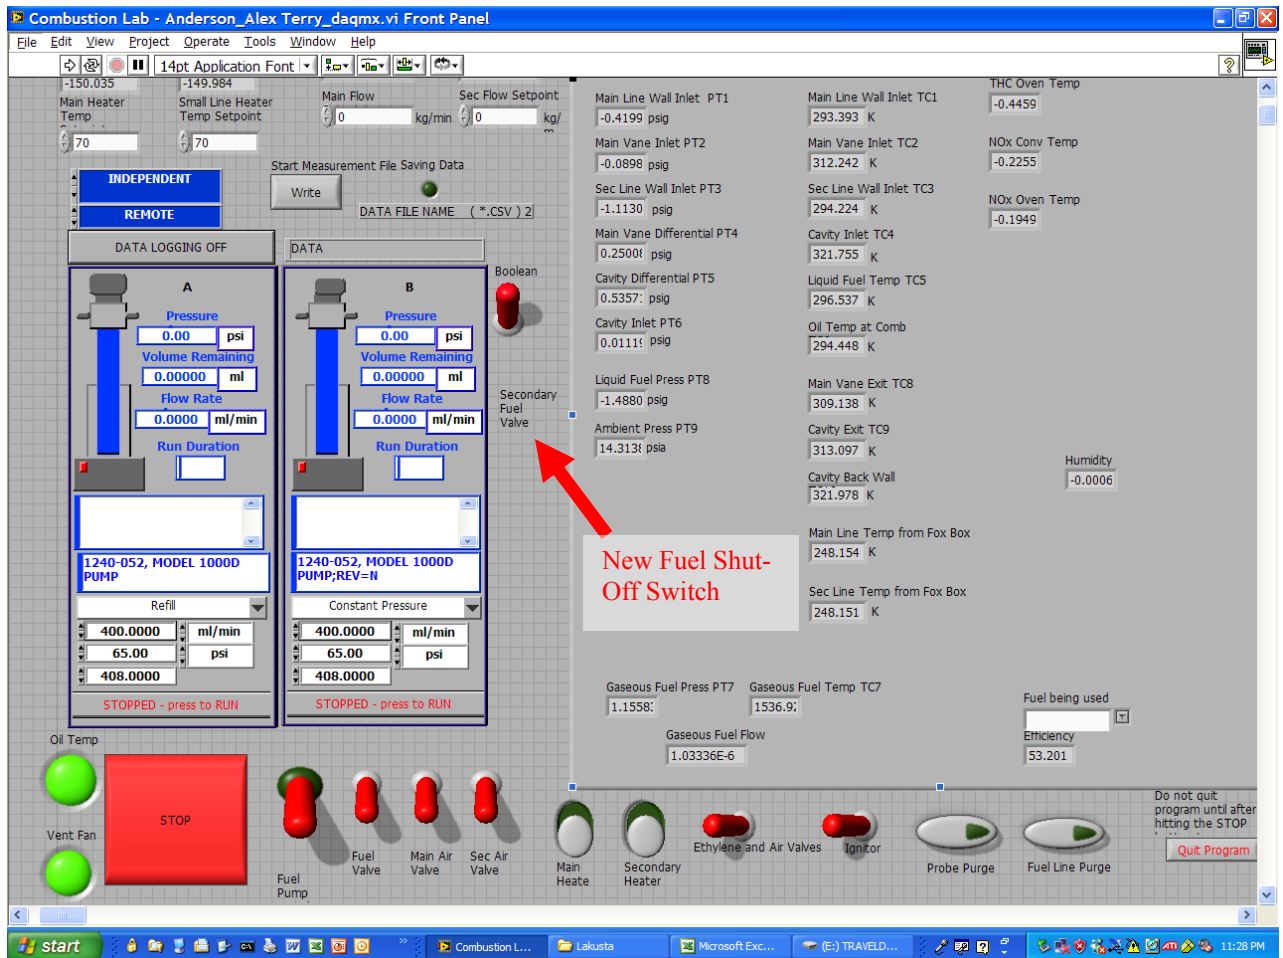 Combustion Lab - Anderson_Alex Terry_daqmx.vi Front Panel
File Edit View Project Operate Tools Window Help
14pt Application Font
-150.035
-149.984
Main Heater
Temp
70
Small Line Heater
Temp Setpoint
70
Main Flow
0 kg/min
Sec Flow Setpoint
0 kg/
INDEPENDENT
REMOTE
Start Measurement File Saving Data
Write
DATA FILE NAME ( *.CSV ) 2
DATA LOGGING OFF
DATA
A
Pressure
0.00 psi
Volume Remaining
0.00000 ml
Flow Rate
0.0000 ml/min
Run Duration
1240-052, MODEL 1000D
PUMP
Refill
400.0000 ml/min
65.00 psi
408.0000
STOPPED - press to RUN
B
Pressure
0.00 psi
Volume Remaining
0.00000 ml
Flow Rate
0.0000 ml/min
Run Duration
1240-052, MODEL 1000D
PUMP;REV=N
Constant Pressure
400.0000 ml/min
65.00 psi
408.0000
STOPPED - press to RUN
Boolean
Secondary
Fuel
Valve
New Fuel Shut-
Off Switch
Main Line Wall Inlet PT1
-0.4199 psig
Main Vane Inlet PT2
-0.0898 psig
Sec Line Wall Inlet PT3
-1.1130 psig
Main Vane Differential PT4
0.25008 psig
Cavity Differential PT5
0.5357 psig
Cavity Inlet PT6
0.0111 psig
Liquid Fuel Press PT8
-1.4880 psig
Ambient Press PT9
14.3138 psia
Main Line Wall Inlet TC1
293.393 K
Main Vane Inlet TC2
312.242 K
Sec Line Wall Inlet TC3
294.224 K
Cavity Inlet TC4
321.755 K
Liquid Fuel Temp TC5
296.537 K
Oil Temp at Comb
294.448 K
Main Vane Exit TC8
309.138 K
Cavity Exit TC9
313.097 K
Cavity Back Wall
321.978 K
Main Line Temp from Fox Box
248.154 K
Sec Line Temp from Fox Box
248.151 K
THC Oven Temp
-0.4459
NOx Conv Temp
-0.2255
NOx Oven Temp
-0.1949
Humidity
-0.0006
Gaseous Fuel Press PT7
1.1558
Gaseous Fuel Temp TC7
1536.9
Gaseous Fuel Flow
1.03336E-6
Fuel being used
Efficiency
53.201
Oil Temp
Vent Fan
STOP
Fuel
Pump
Fuel
Valve
Main Air
Valve
Sec Air
Valve
Main
Heate
Secondary
Heater
Ethylene and Air Valves
Ignitor
Probe Purge
Fuel Line Purge
Do not quit
program until after
hitting the STOP
Quit Program
start
Combustion L...
Lakusta
Microsoft Exc...
(E:) TRAVELD...
11:28 PM